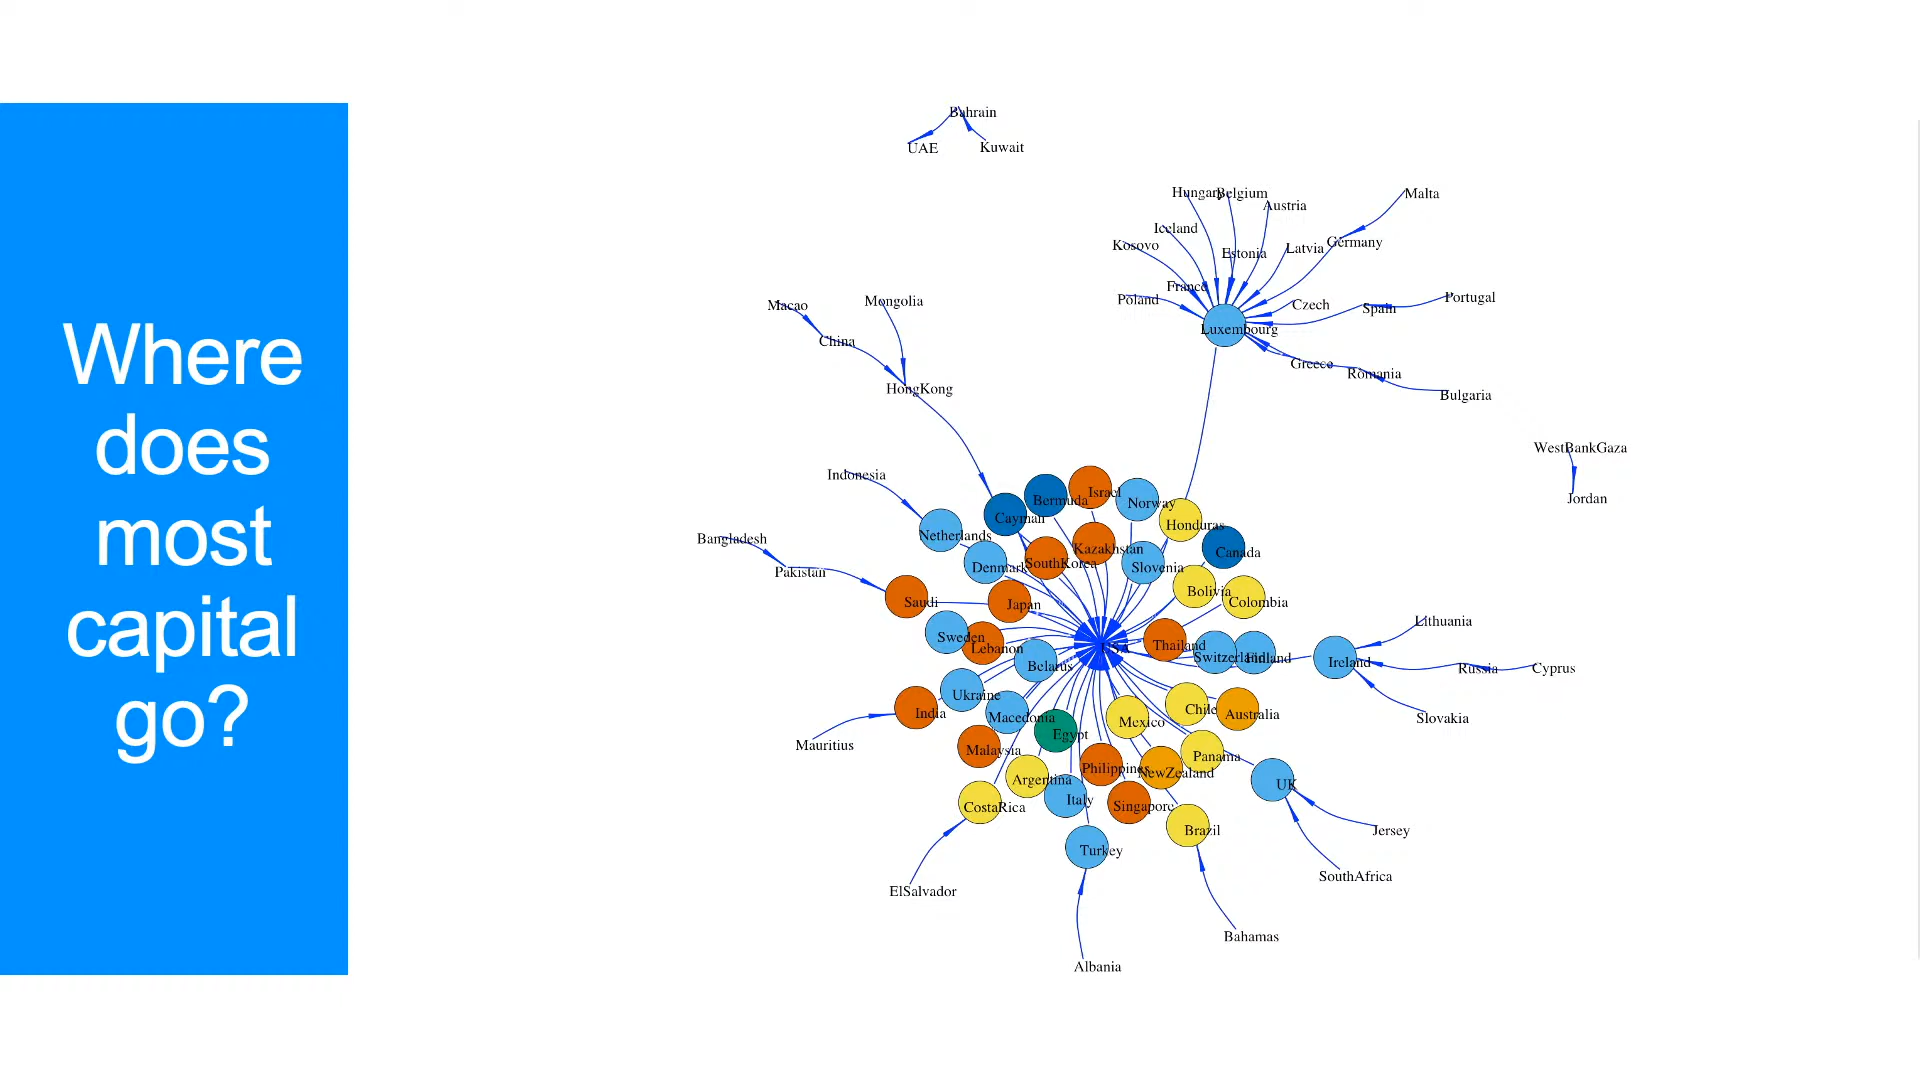 Where
does
most
capital
go?
Bahrain
UAE
Kuwait
Hungary
Belgium
Austria
Malta
Iceland
Kosovo
Estonia
Latvia
Germany
France
Poland
Czech
Spain
Portugal
Luxembourg
Greece
Romania
Bulgaria
Macao
Mongolia
China
HongKong
WestBankGaza
Jordan
Indonesia
Bangladesh
Pakistan
Netherlands
Cayman
Bermuda
Israel
Norway
Honduras
Canada
Denmark
SouthKorea
Kazakhstan
Slovenia
Bolivia
Colombia
Saudi
Japan
Sweden
Lebanon
Belarus
USA
Thailand
Switzerland
Finland
Ireland
Lithuania
Russia
Cyprus
Slovakia
Ukraine
India
Macedonia
Egypt
Mexico
Chile
Australia
Mauritius
Malaysia
Argentina
Philippines
NewZealand
Panama
CostaRica
Italy
Singapore
Brazil
UK
Jersey
SouthAfrica
Turkey
ElSalvador
Bahamas
Albania